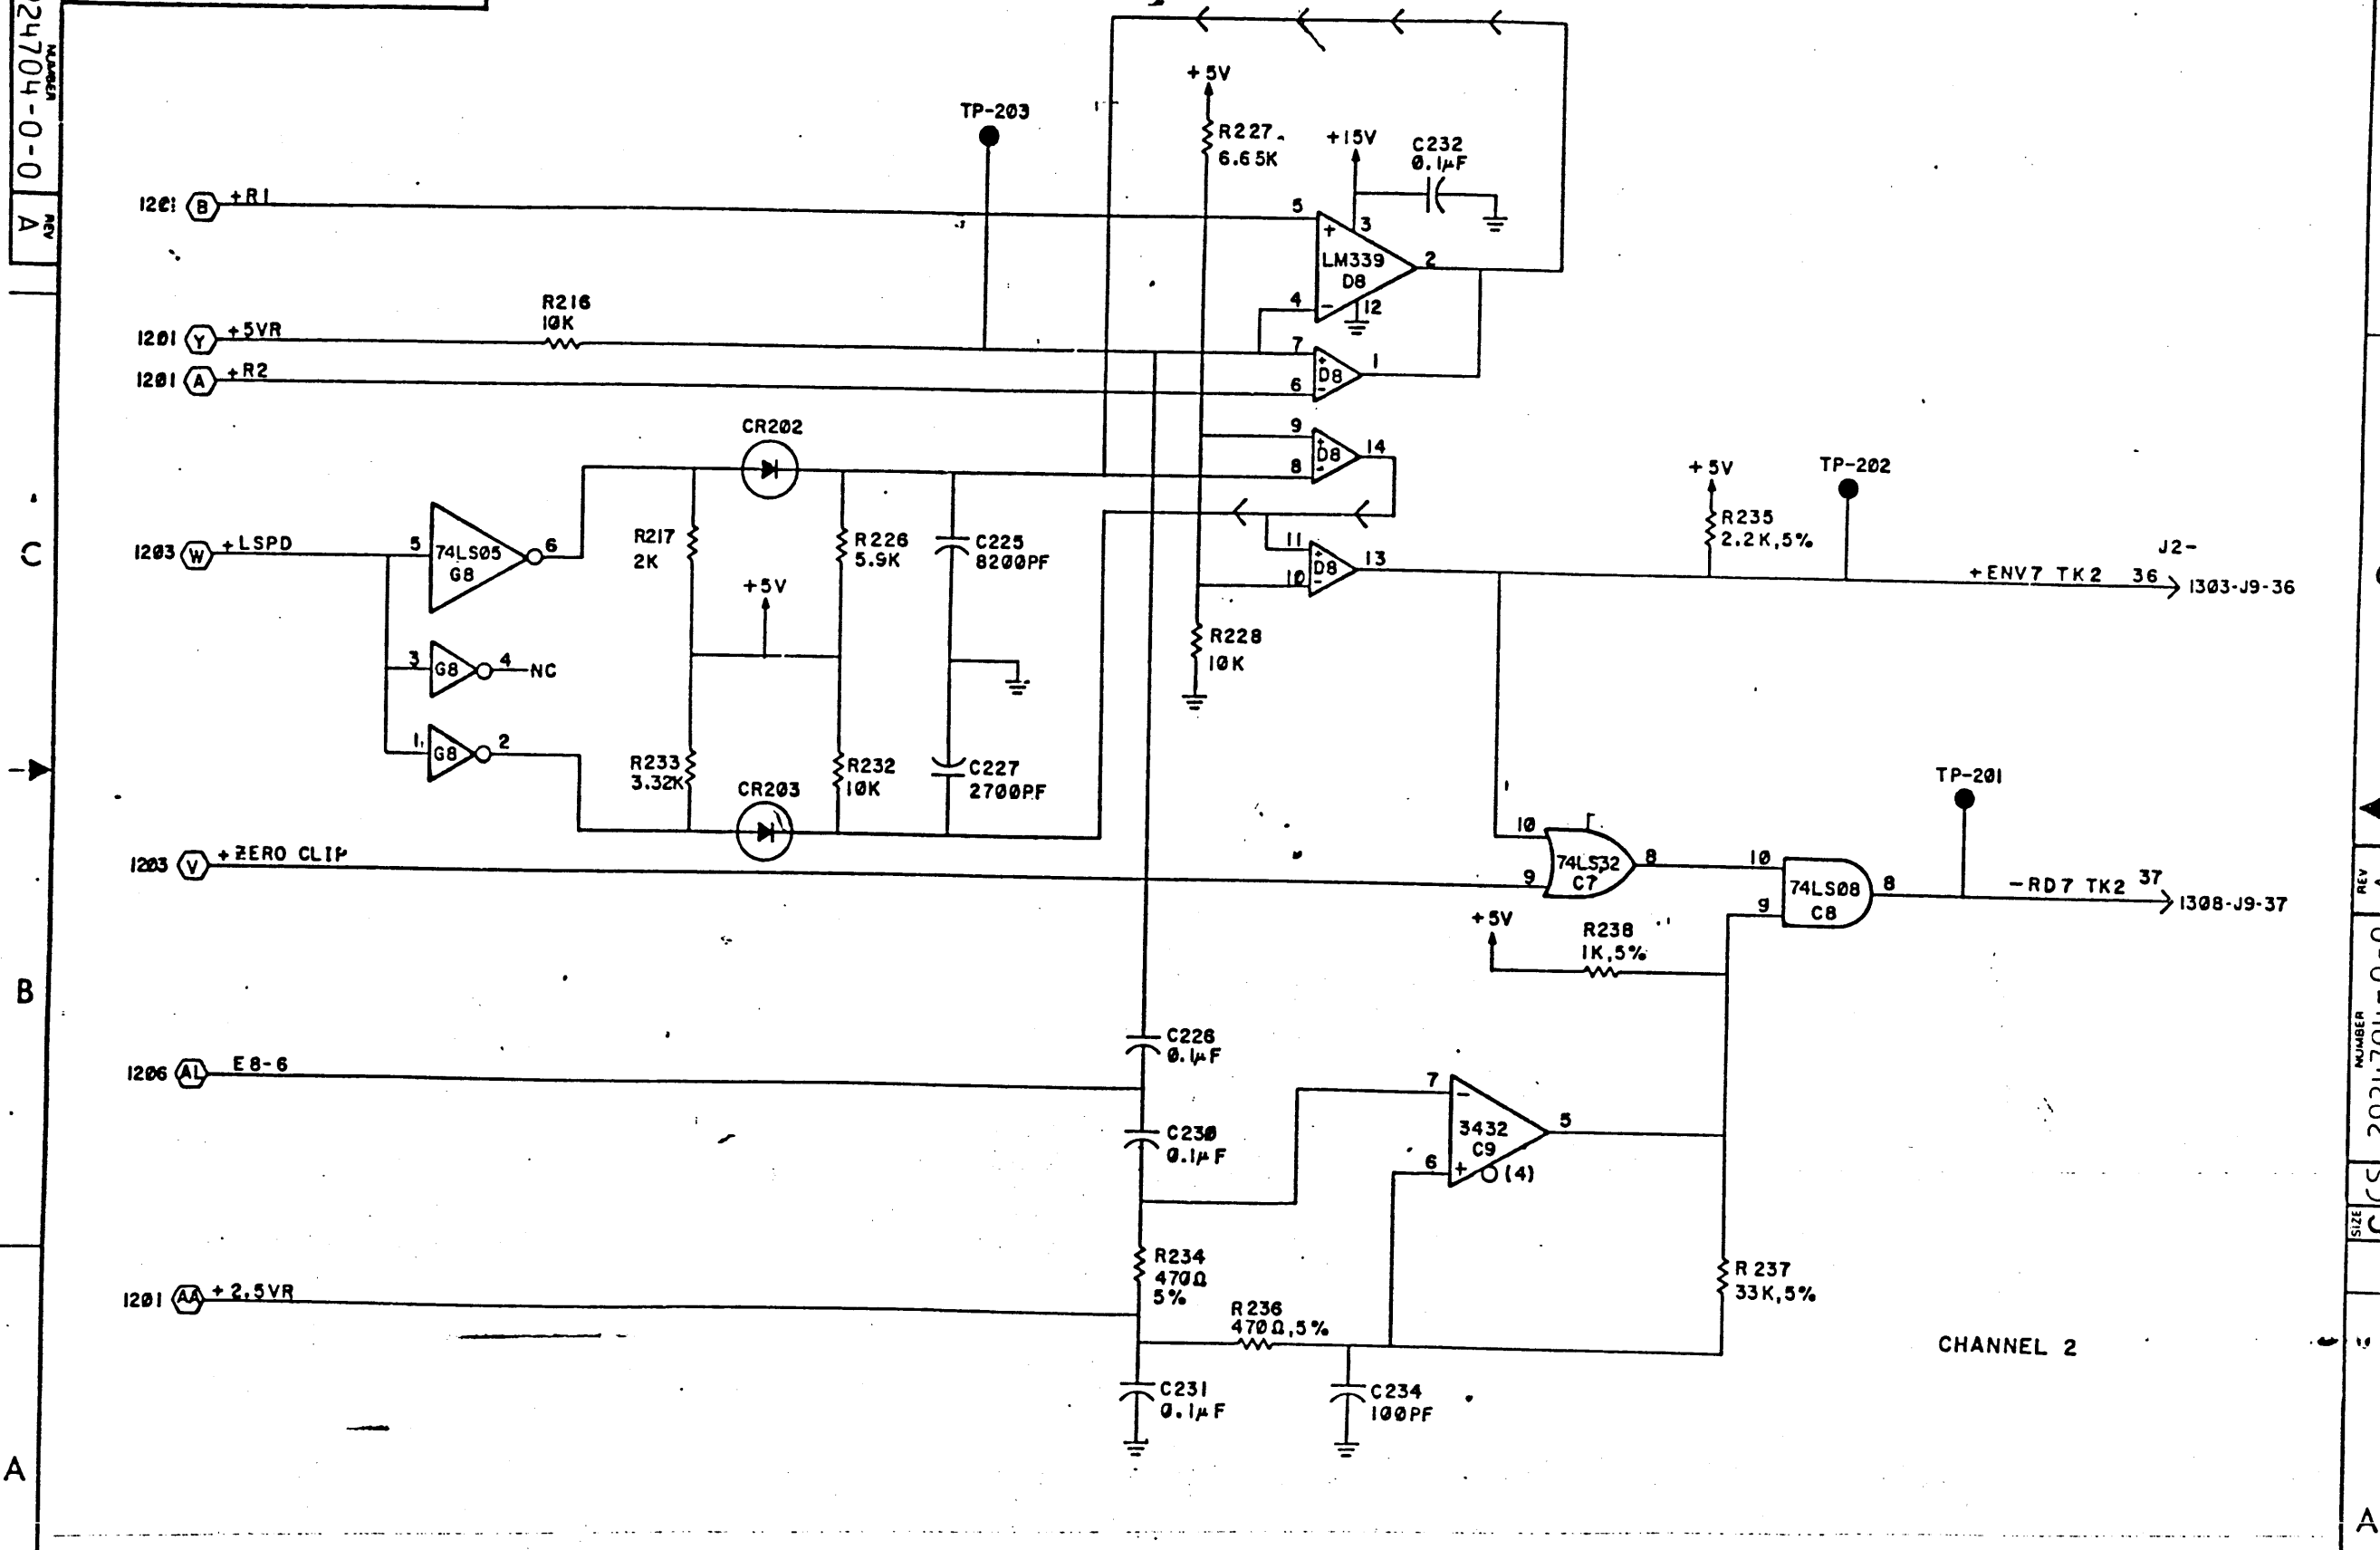 NUMBER
24704-0-0
REV
A
+5V
TP-203
R227
6.65K
+15V
C232
0.1µF
1201 B +R1
5
+
3
LM339
D8
2
4
-
12
R216
10K
1201 Y +5VR
7
+
D8
1
1201 A +R2
6
-
CR202
9
+
D8
14
8
-
+5V
TP-202
R235
2.2K,5%
C
1203 W +LSPD
5
74LS05
G8
6
R217
2K
R226
5.9K
C225
8200PF
11
+
D8
13
10
-
J2-
+ENV7 TK2 36
1303-J9-36
+5V
R228
10K
3
G8
4
NC
1
G8
2
R233
3.32K
CR203
R232
10K
C227
2700PF
TP-201
1203 V +ZERO CLIP
10
74LS32
C7
8
9
10
74LS08
C8
8
9
-RD7 TK2 37
1308-J9-37
+5V
R238
1K,5%
REV
B
C226
0.1µF
1206 AL E8-6
NUMBER
7
-
3432
C9
5
6
+
(4)
C230
0.1µF
SIZE
C
R234
470Ω
5%
R237
33K,5%
1201 AA +2.5VR
R236
470Ω,5%
CHANNEL 2
C231
0.1µF
C234
100PF
A
A